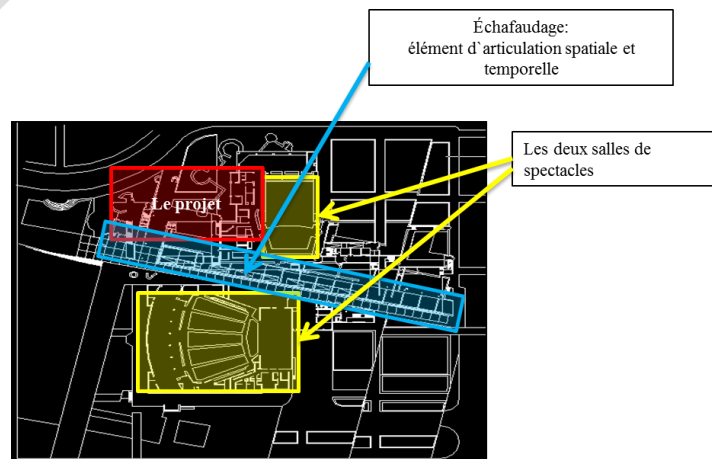 Échafaudage:
élément d`articulation spatiale et
temporelle
Les deux salles de
spectacles
Le projet